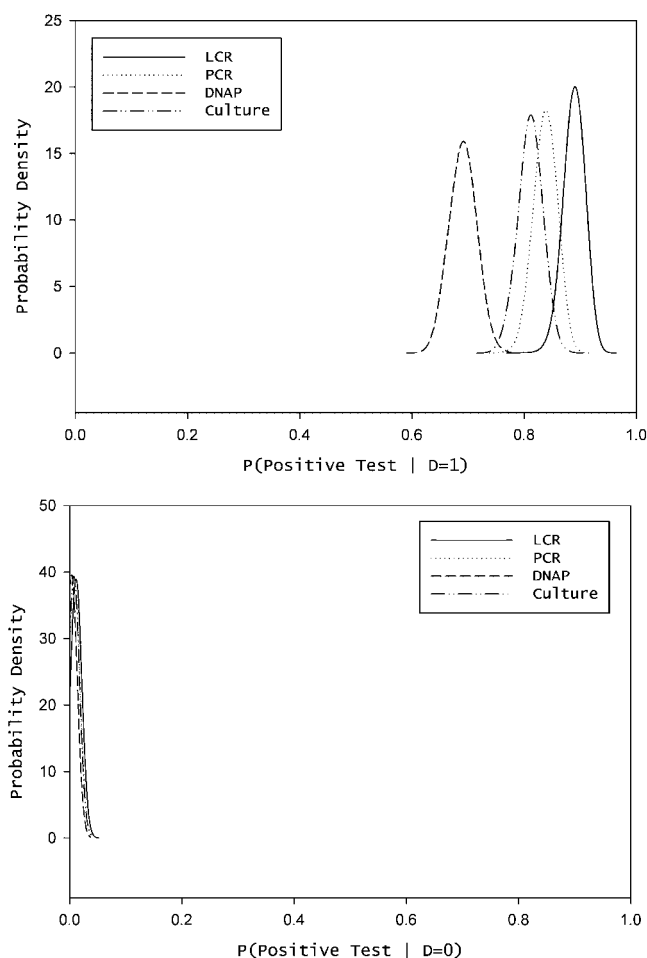 25
20
15
10
5
0
Probability Density
LCR
PCR
DNAP
Culture
0.0 0.2 0.4 0.6 0.8 1.0
P(Positive Test | D=1)
50
40
30
20
10
0
Probability Density
LCR
PCR
DNAP
Culture
0.0 0.2 0.4 0.6 0.8 1.0
P(Positive Test | D=0)